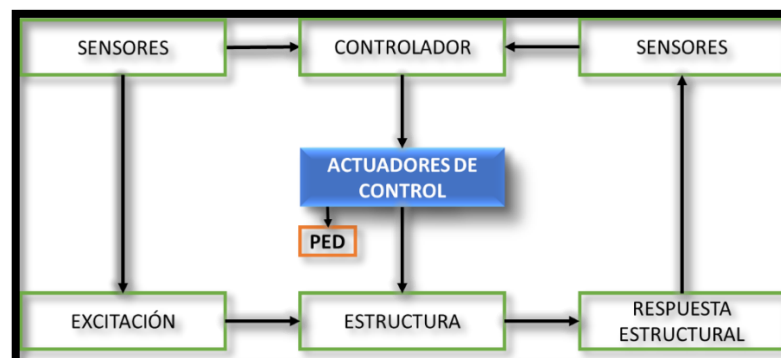 SENSORES
CONTROLADOR
SENSORES
ACTUADORES DE
CONTROL
PED
EXCITACIÓN
ESTRUCTURA
RESPUESTA
ESTRUCTURAL